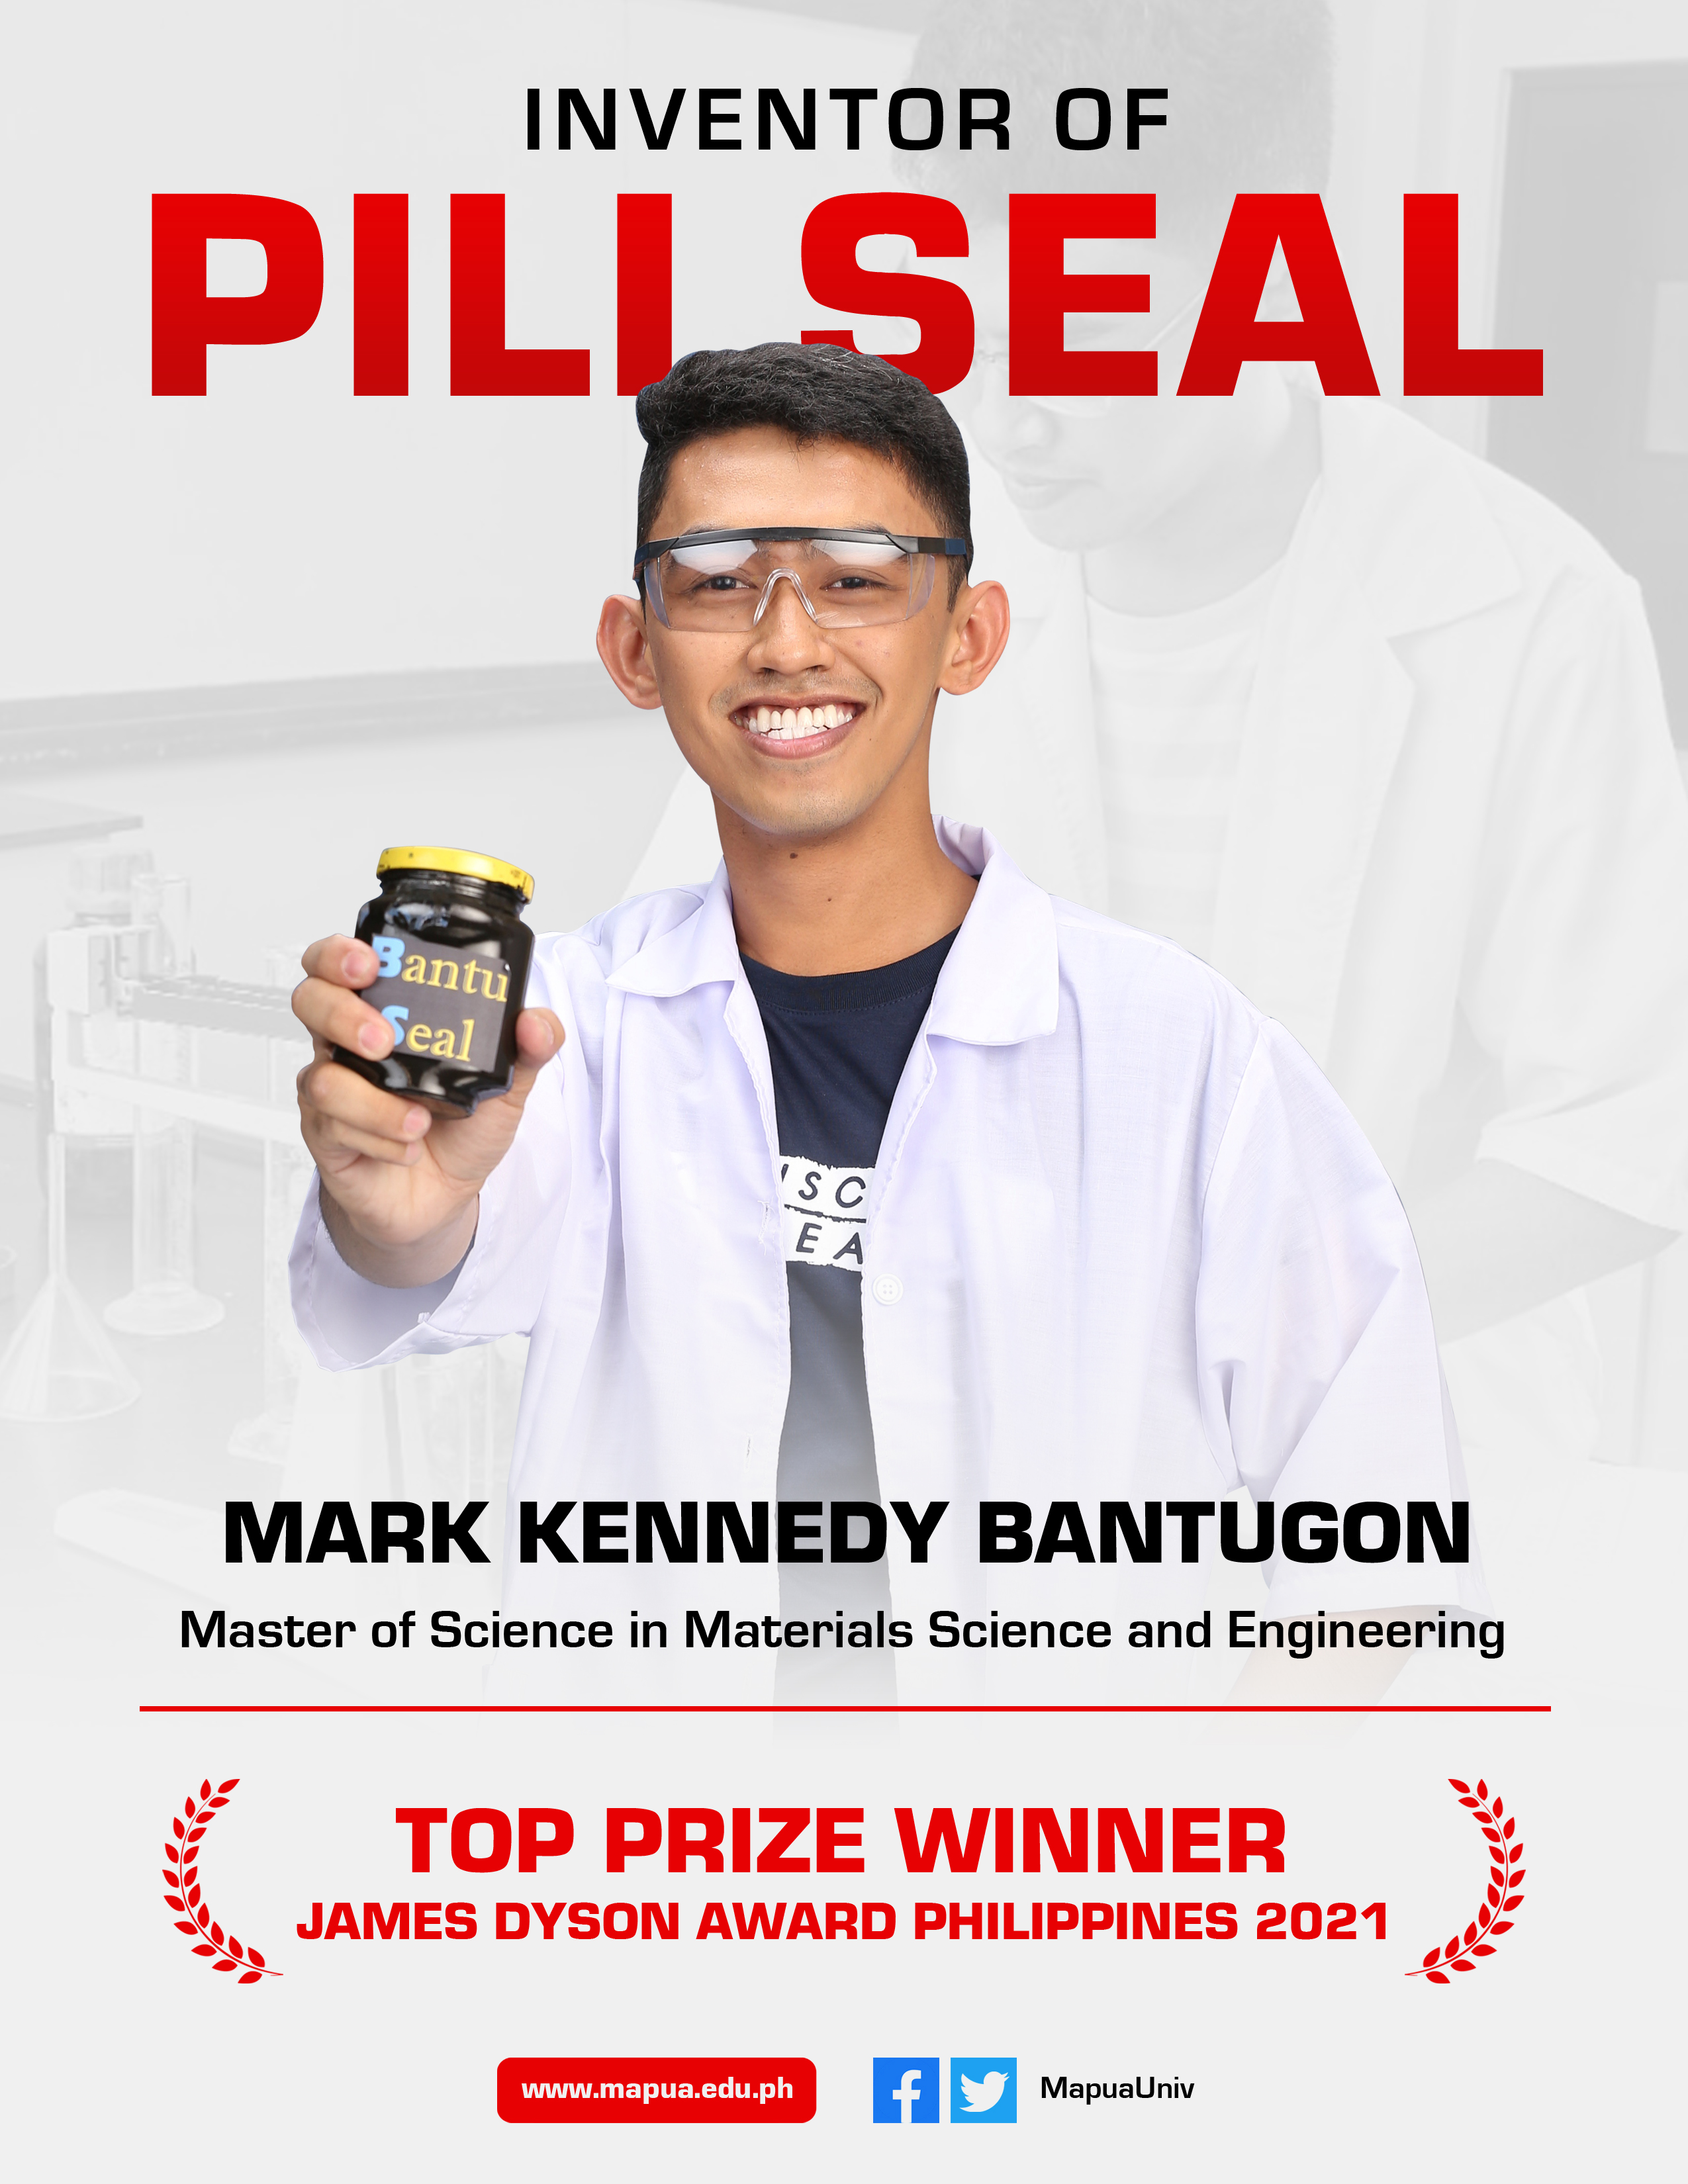 INVENTOR OF
PILI SEAL
Bantu
Seal
MARK KENNEDY BANTUGON
Master of Science in Materials Science and Engineering
TOP PRIZE WINNER
JAMES DYSON AWARD PHILIPPINES 2021
www.mapua.edu.ph
MapuaUniv